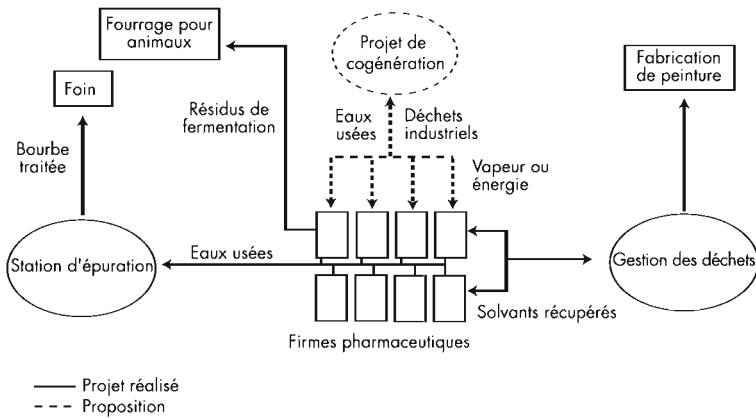 Fourrage pour
animaux
Projet de
cogénération
Fabrication
de peinture
Foin
Résidus de
fermentation
Eaux
usées
Déchets
industriels
Bourbe
traitée
Vapeur ou
énergie
Station d'épuration
Eaux usées
Gestion des déchets
Solvants récupérés
Firmes pharmaceutiques
Projet réalisé
Proposition